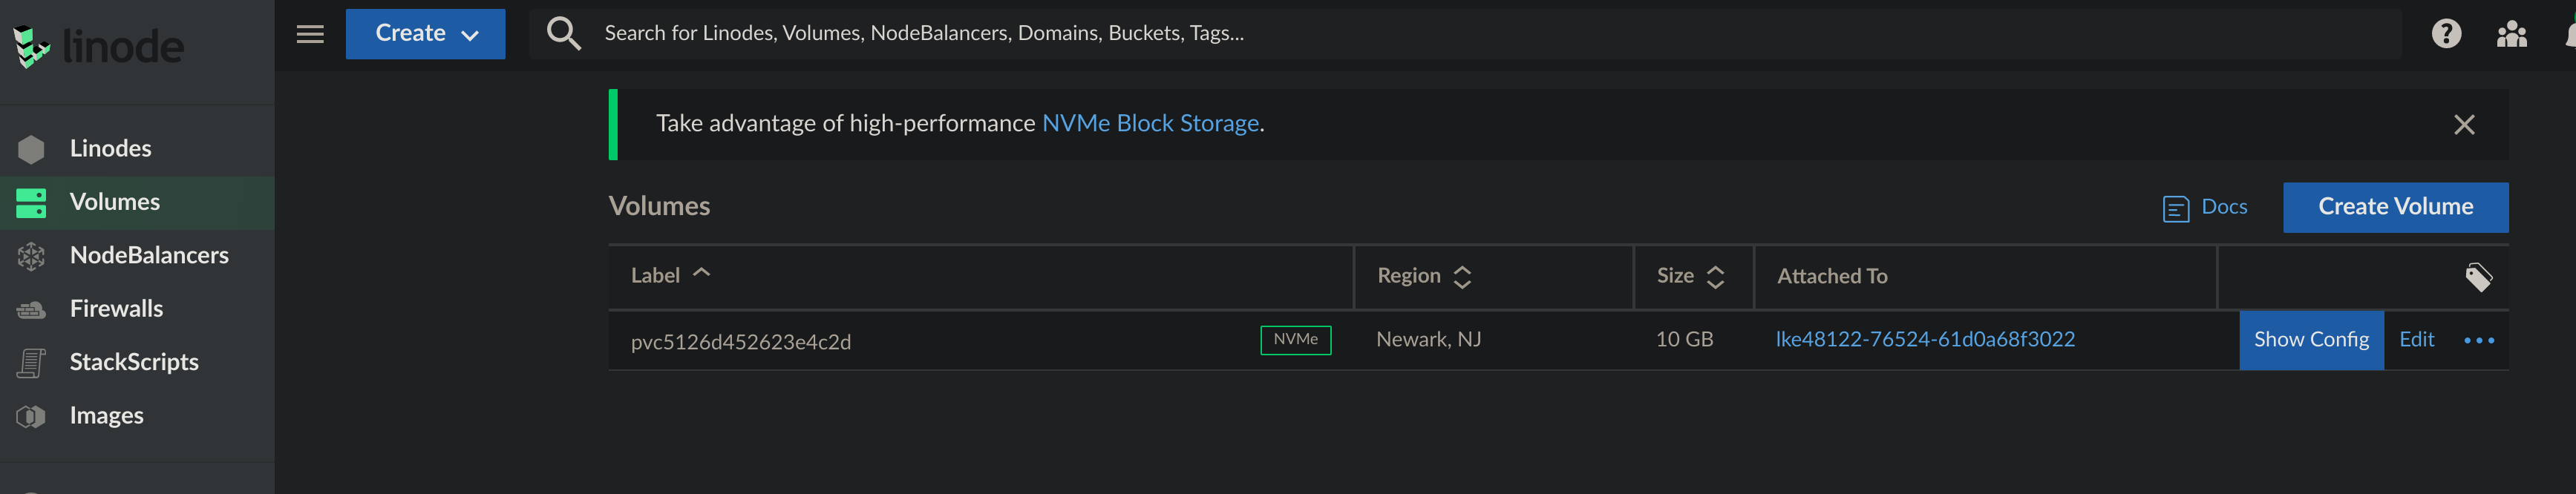 linode
Create
Search for Linodes, Volumes, NodeBalancers, Domains, Buckets, Tags...
Take advantage of high-performance NVMe Block Storage.
Linodes
Volumes
NodeBalancers
Firewalls
StackScripts
Images
Volumes
Docs
Create Volume
Label Region Size Attached To
pvc5126d452623e4c2d NVMe Newark, NJ 10 GB lke48122-76524-61d0a68f3022 Show Config Edit